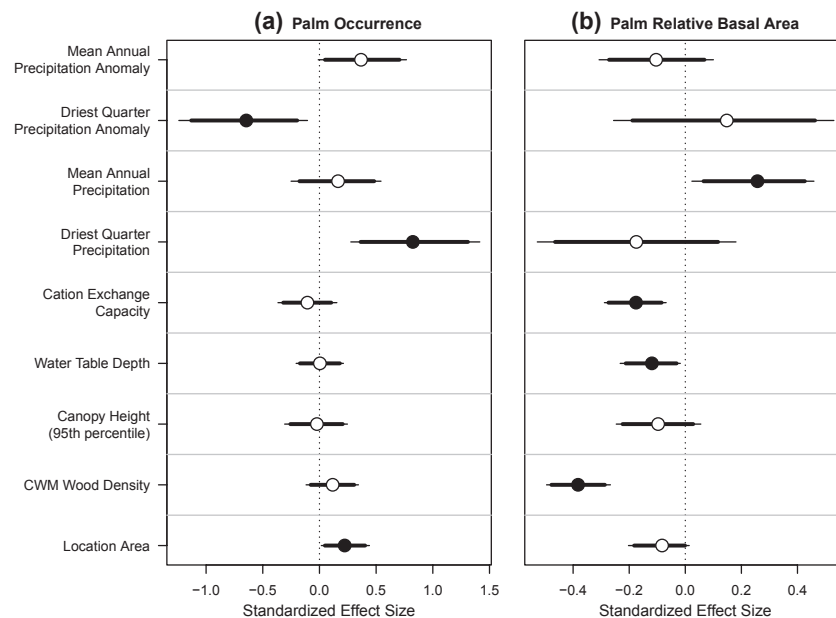 (a) Palm Occurrence
(b) Palm Relative Basal Area
Mean Annual
Precipitation Anomaly
Driest Quarter
Precipitation Anomaly
Mean Annual
Precipitation
Driest Quarter
Precipitation
Cation Exchange
Capacity
Water Table Depth
Canopy Height
(95th percentile)
CWM Wood Density
Location Area
−1.0 −0.5 0.0 0.5 1.0 1.5
Standardized Effect Size
−0.4 −0.2 0.0 0.2 0.4
Standardized Effect Size